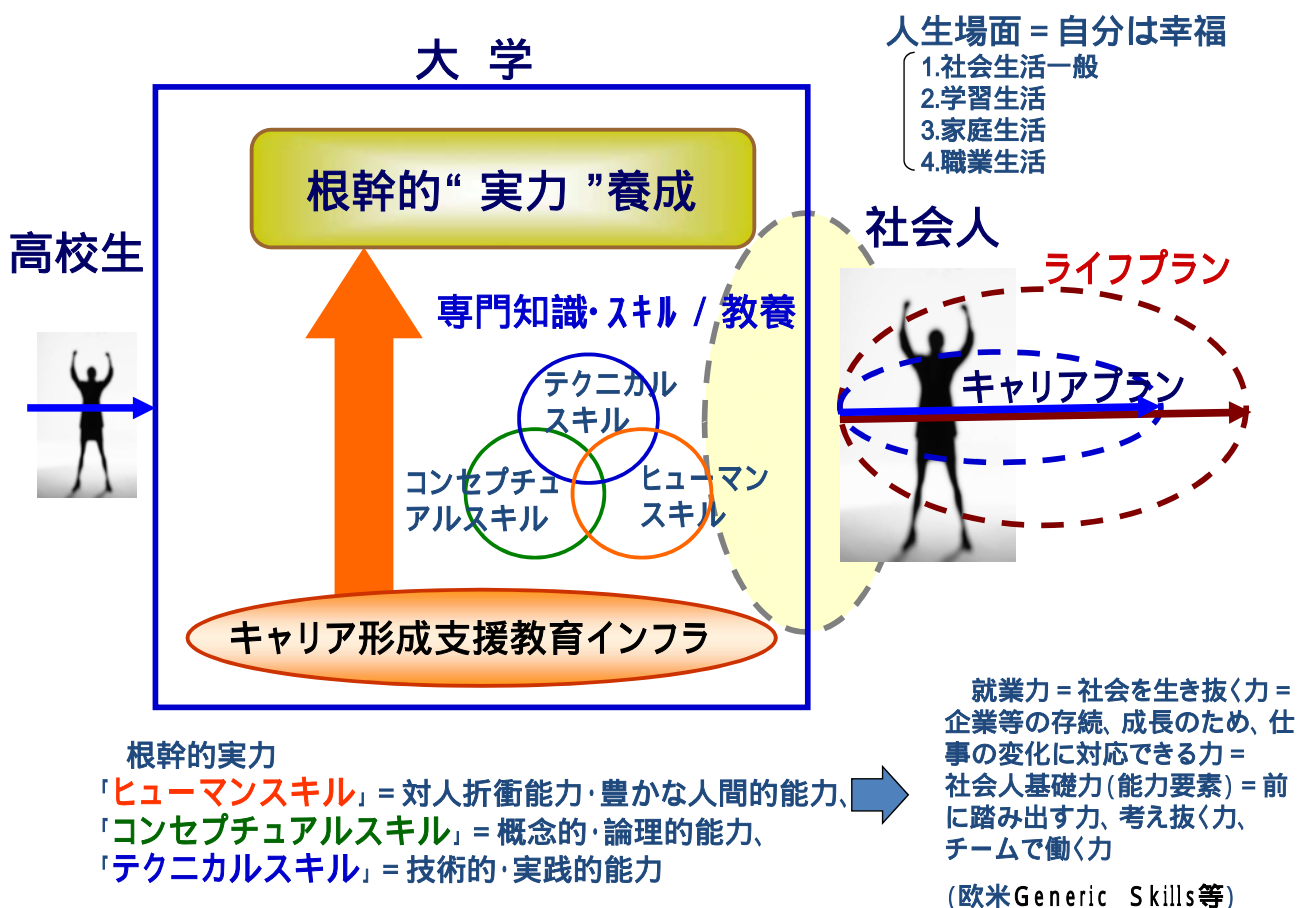 人生場面＝自分は幸福
1.社会生活一般
2.学習生活
3.家庭生活
4.職業生活
大 学
根幹的“ 実力 ”養成
高校生
社会人
ライフプラン
専門知識・スキル / 教養
キャリアプラン
テクニカル
スキル
コンセプチュ
アルスキル
ヒューマン
スキル
キャリア形成支援教育インフラ
根幹的実力
「ヒューマンスキル」＝対人折衝能力・豊かな人間的能力、
「コンセプチュアルスキル」＝概念的・論理的能力、
「テクニカルスキル」＝技術的・実践的能力
就業力＝社会を生き抜く力＝
企業等の存続、成長のため、仕
事の変化に対応できる力＝
社会人基礎力(能力要素)＝前
に踏み出す力、考え抜く力、
チームで働く力
(欧米Generic Skills等)